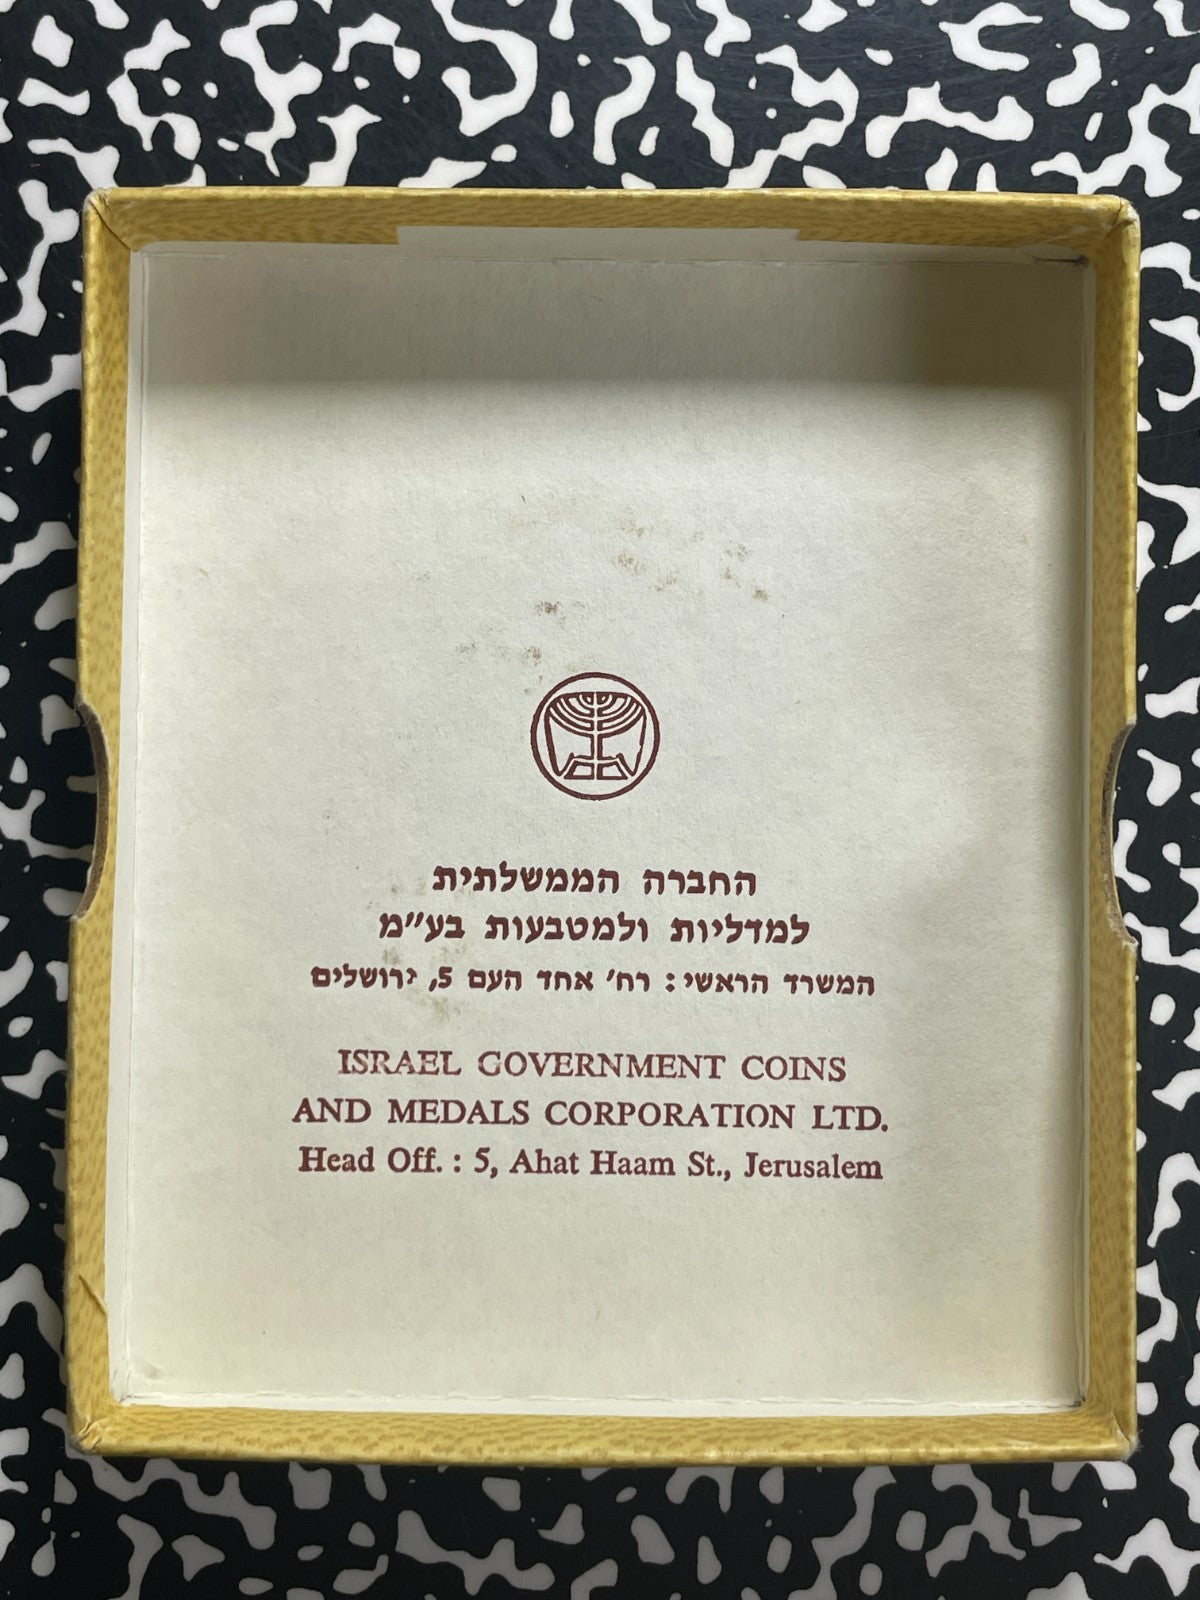 החברה הממשלתית
למדליות ולמטבעות בע״מ
המשרד הראשי: רח׳ אחד העם 5, ירושלים
ISRAEL GOVERNMENT COINS
AND MEDALS CORPORATION LTD.
Head Off. : 5, Ahat Haam St., Jerusalem